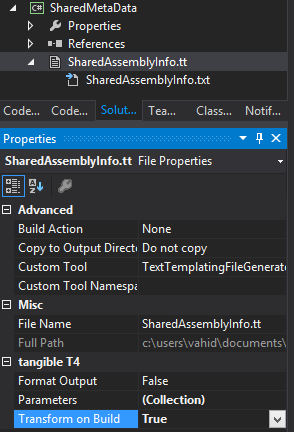 C# SharedMetaData
Properties
References
SharedAssemblyInfo.tt
SharedAssemblyInfo.txt
Code... Code... Solut... Tea... Class... Notif...
Properties
SharedAssemblyInfo.tt File Properties
Advanced
Build Action None
Copy to Output Directo Do not copy
Custom Tool TextTemplatingFileGenerato
Custom Tool Namespa
Misc
File Name SharedAssemblyInfo.tt
Full Path c:\users\vahid\documents\
tangible T4
Format Output False
Parameters (Collection)
Transform on Build True